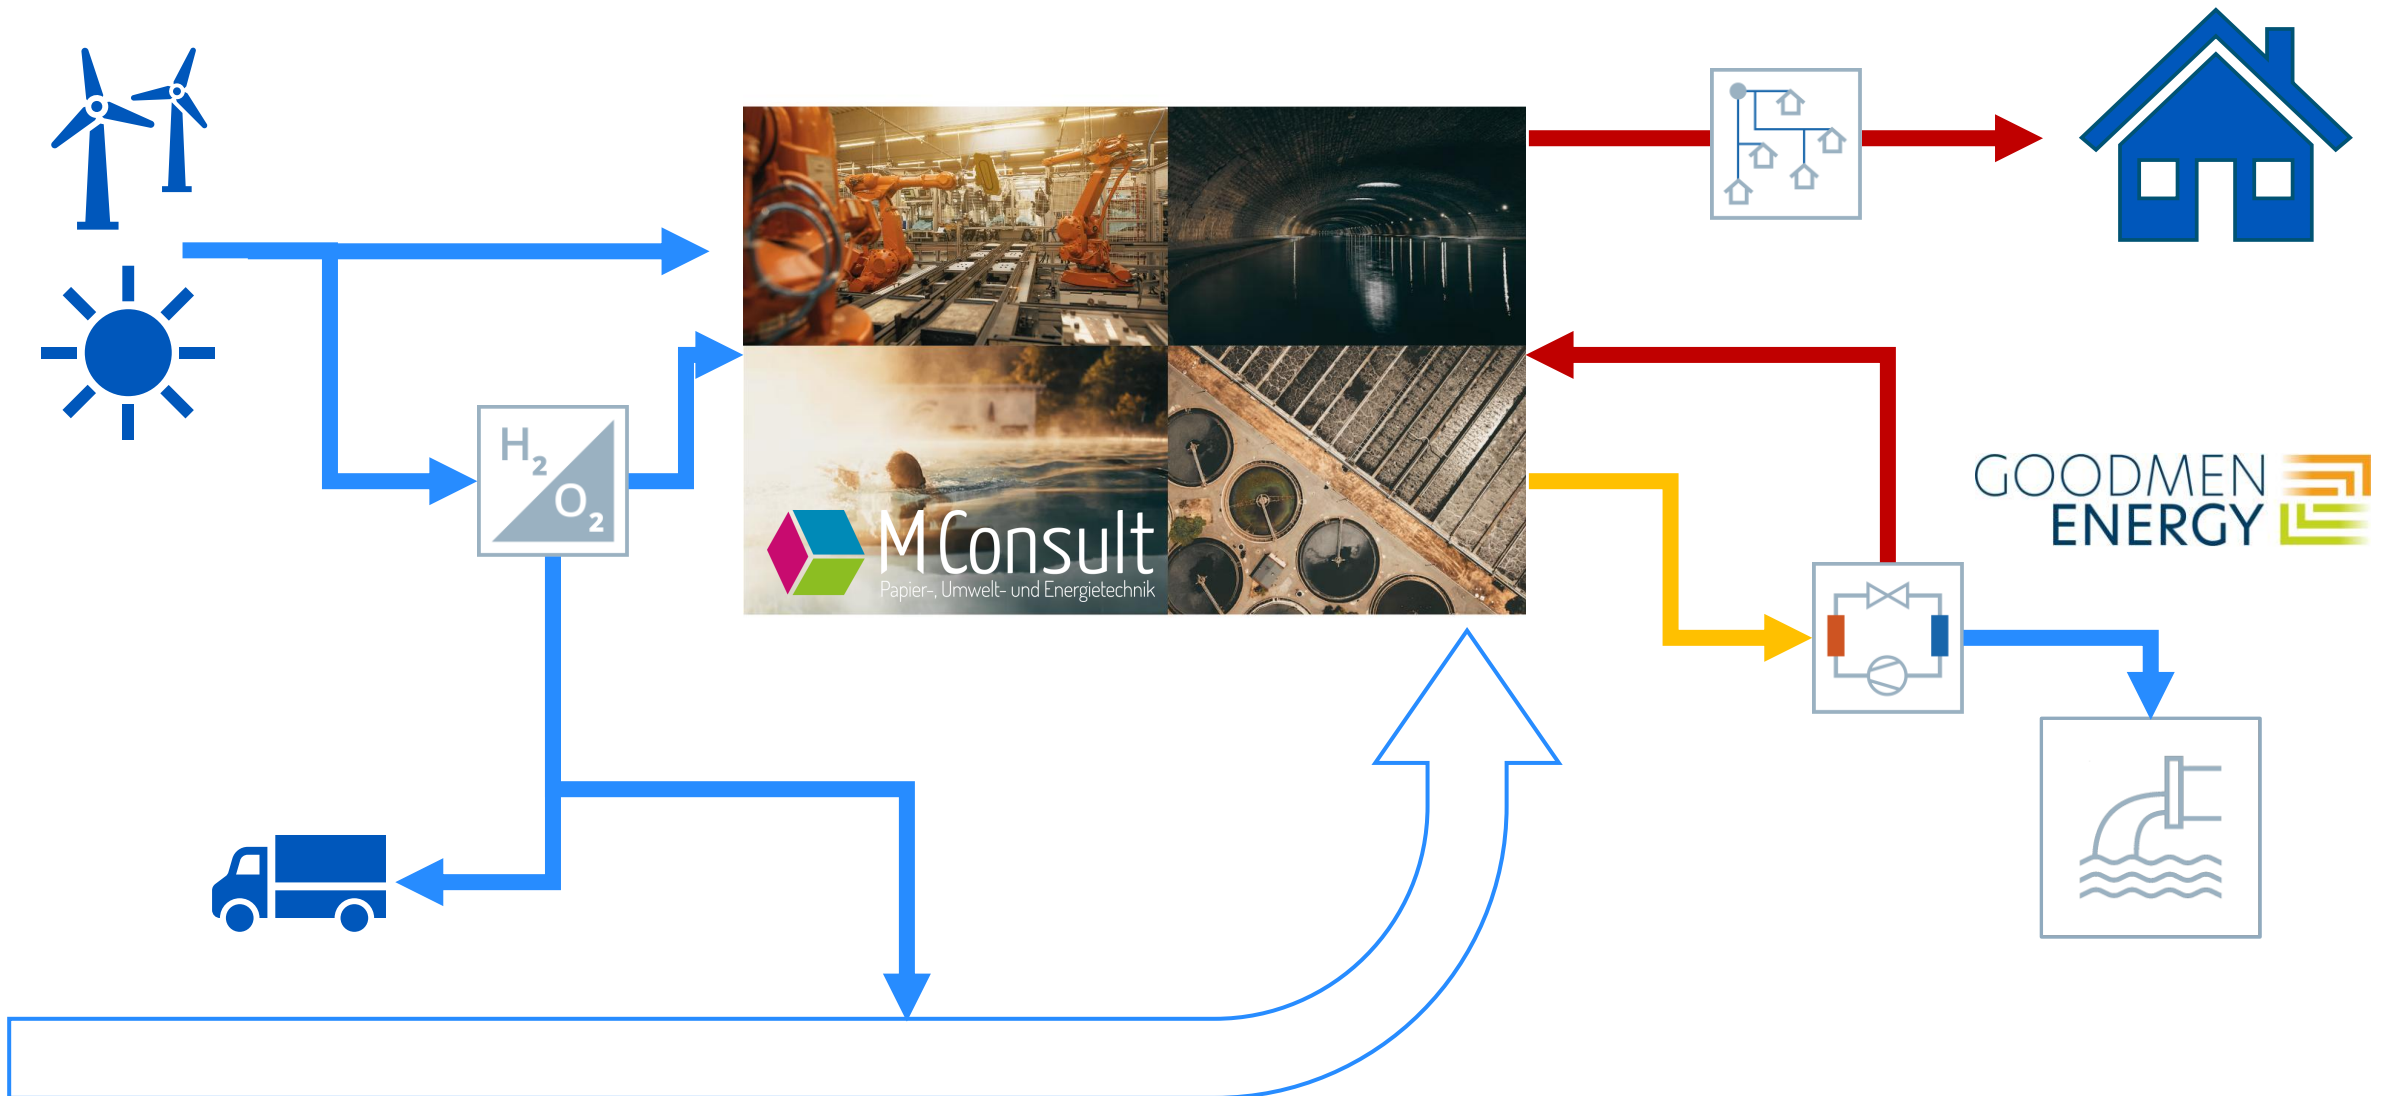 H2
O2
MConsult
Papier-, Umwelt- und Energietechnik
GOODMEN
ENERGY